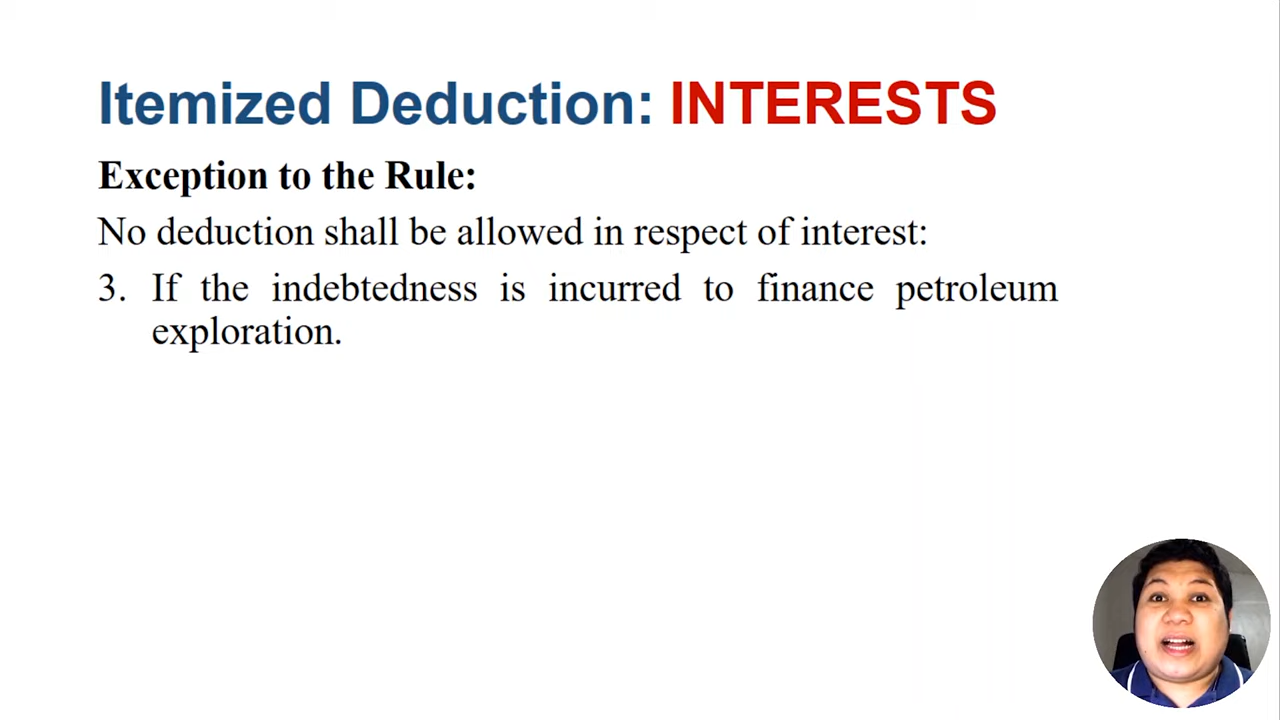 Itemized Deduction: INTERESTS
Exception to the Rule:
No deduction shall be allowed in respect of interest:
3. If the indebtedness is incurred to finance petroleum
exploration.